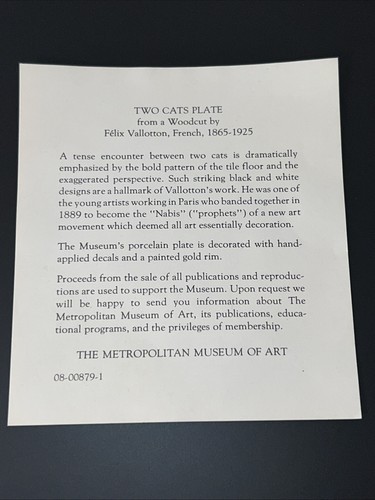 TWO CATS PLATE
from a Woodcut by
Félix Vallotton, French, 1865-1925
A tense encounter between two cats is dramatically
emphasized by the bold pattern of the tile floor and the
exaggerated perspective. Such striking black and white
designs are a hallmark of Vallotton's work. He was one of
the young artists working in Paris who banded together in
1889 to become the "Nabis" ("prophets") of a new art
movement which deemed all art essentially decoration.
The Museum's porcelain plate is decorated with hand-
applied decals and a painted gold rim.
Proceeds from the sale of all publications and reproduc-
tions are used to support the Museum. Upon request we
will be happy to send you information about The
Metropolitan Museum of Art, its publications, educa-
tional programs, and the privileges of membership.
THE METROPOLITAN MUSEUM OF ART
08-00879-1